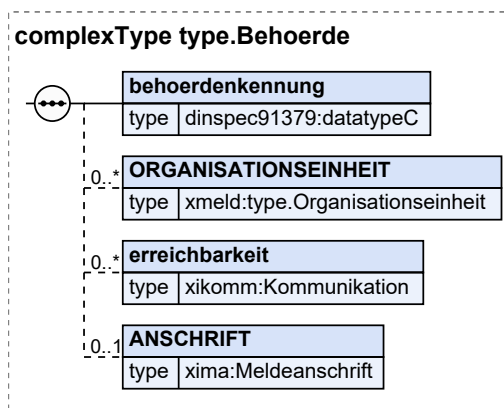 complexType type.Behoerde
behoerdenkennung
type dinspec91379:datatypeC
0..* ORGANISATIONSEINHEIT
type xmeld:type.Organisationseinheit
0..* erreichbarkeit
type xikomm:Kommunikation
0..1 ANSCHRIFT
type xima:Meldeanschrift